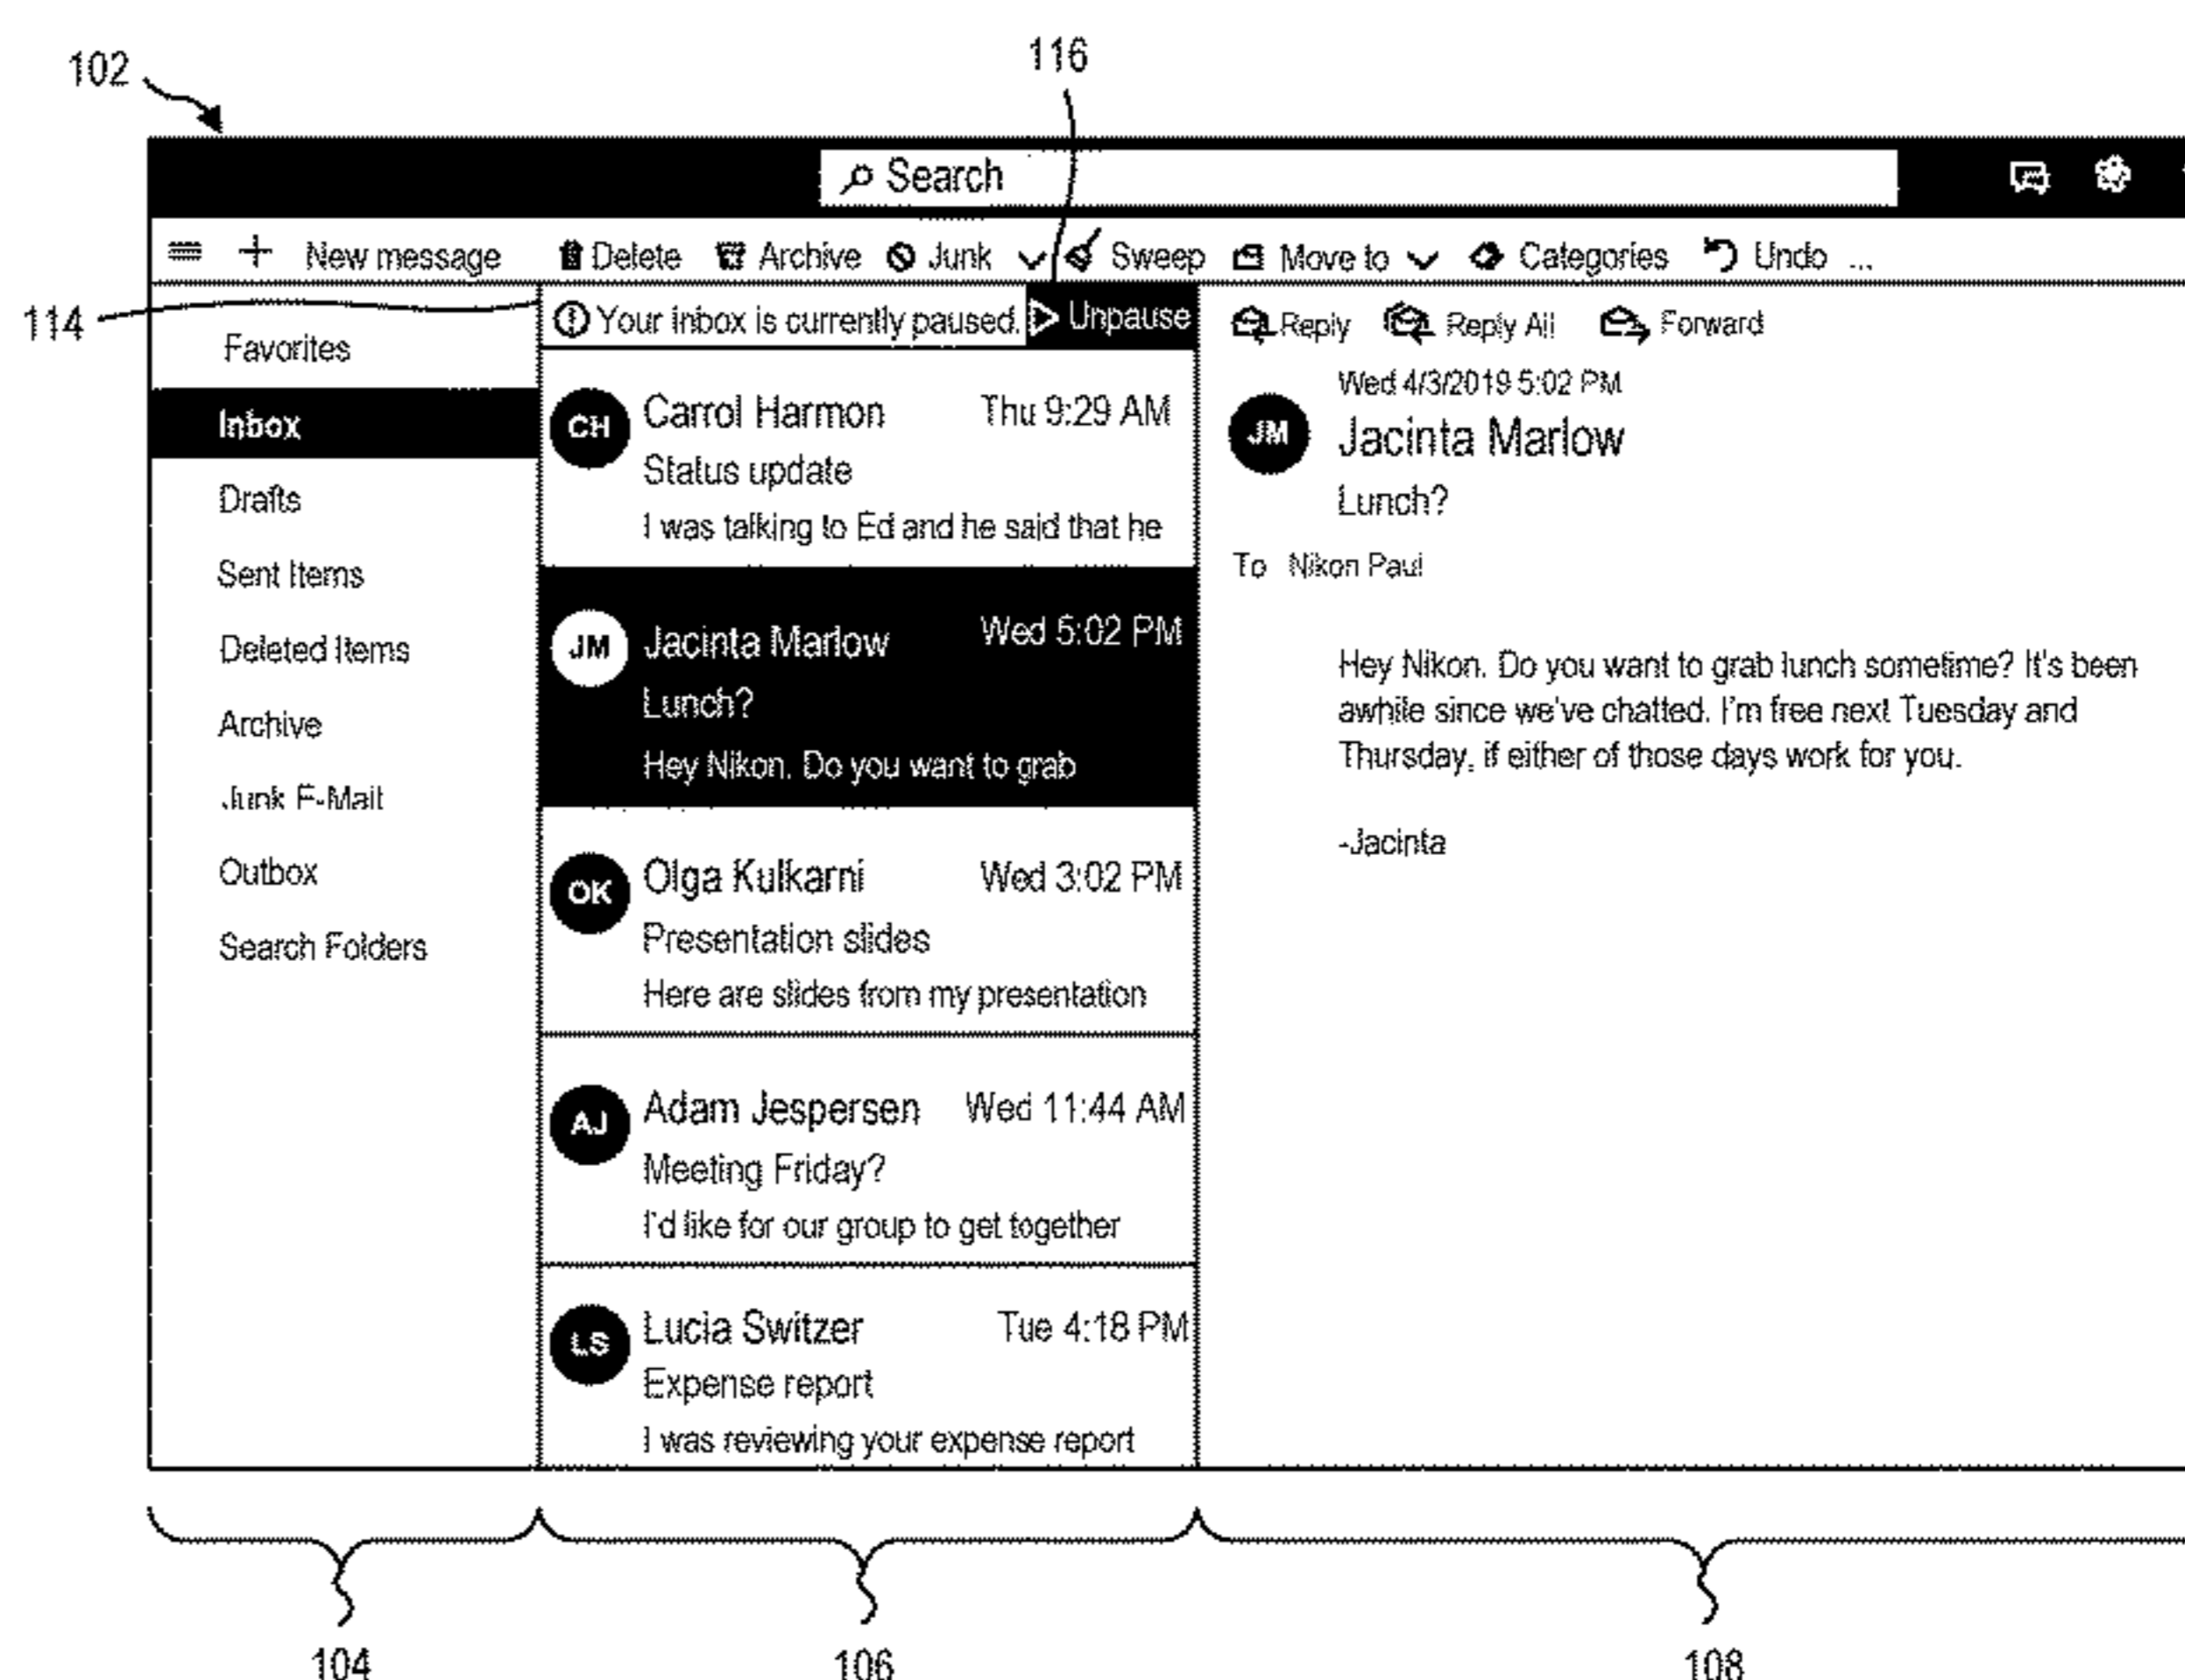 102
116
Search
New message Delete Archive Junk Sweep Move to Categories Undo ...
114
Your inbox is currently paused. Unpause
Favorites
Inbox
Drafts
Sent Items
Deleted Items
Archive
Junk E-Mail
Outbox
Search Folders
CH Carrol Harmon Thu 9:29 AM
Status update
I was talking to Ed and he said that he
JM Jacinta Marlow Wed 5:02 PM
Lunch?
Hey Nikon. Do you want to grab
OK Olga Kulkarni Wed 3:02 PM
Presentation slides
Here are slides from my presentation
AJ Adam Jespersen Wed 11:44 AM
Meeting Friday?
I'd like for our group to get together
LS Lucia Switzer Tue 4:18 PM
Expense report
I was reviewing your expense report
Reply Reply All Forward
Wed 4/3/2019 5:02 PM
JM Jacinta Marlow
Lunch?
To Nikon Paul
Hey Nikon. Do you want to grab lunch sometime? It's been
awhile since we've chatted. I'm free next Tuesday and
Thursday, if either of those days work for you.
-Jacinta
104
106
108